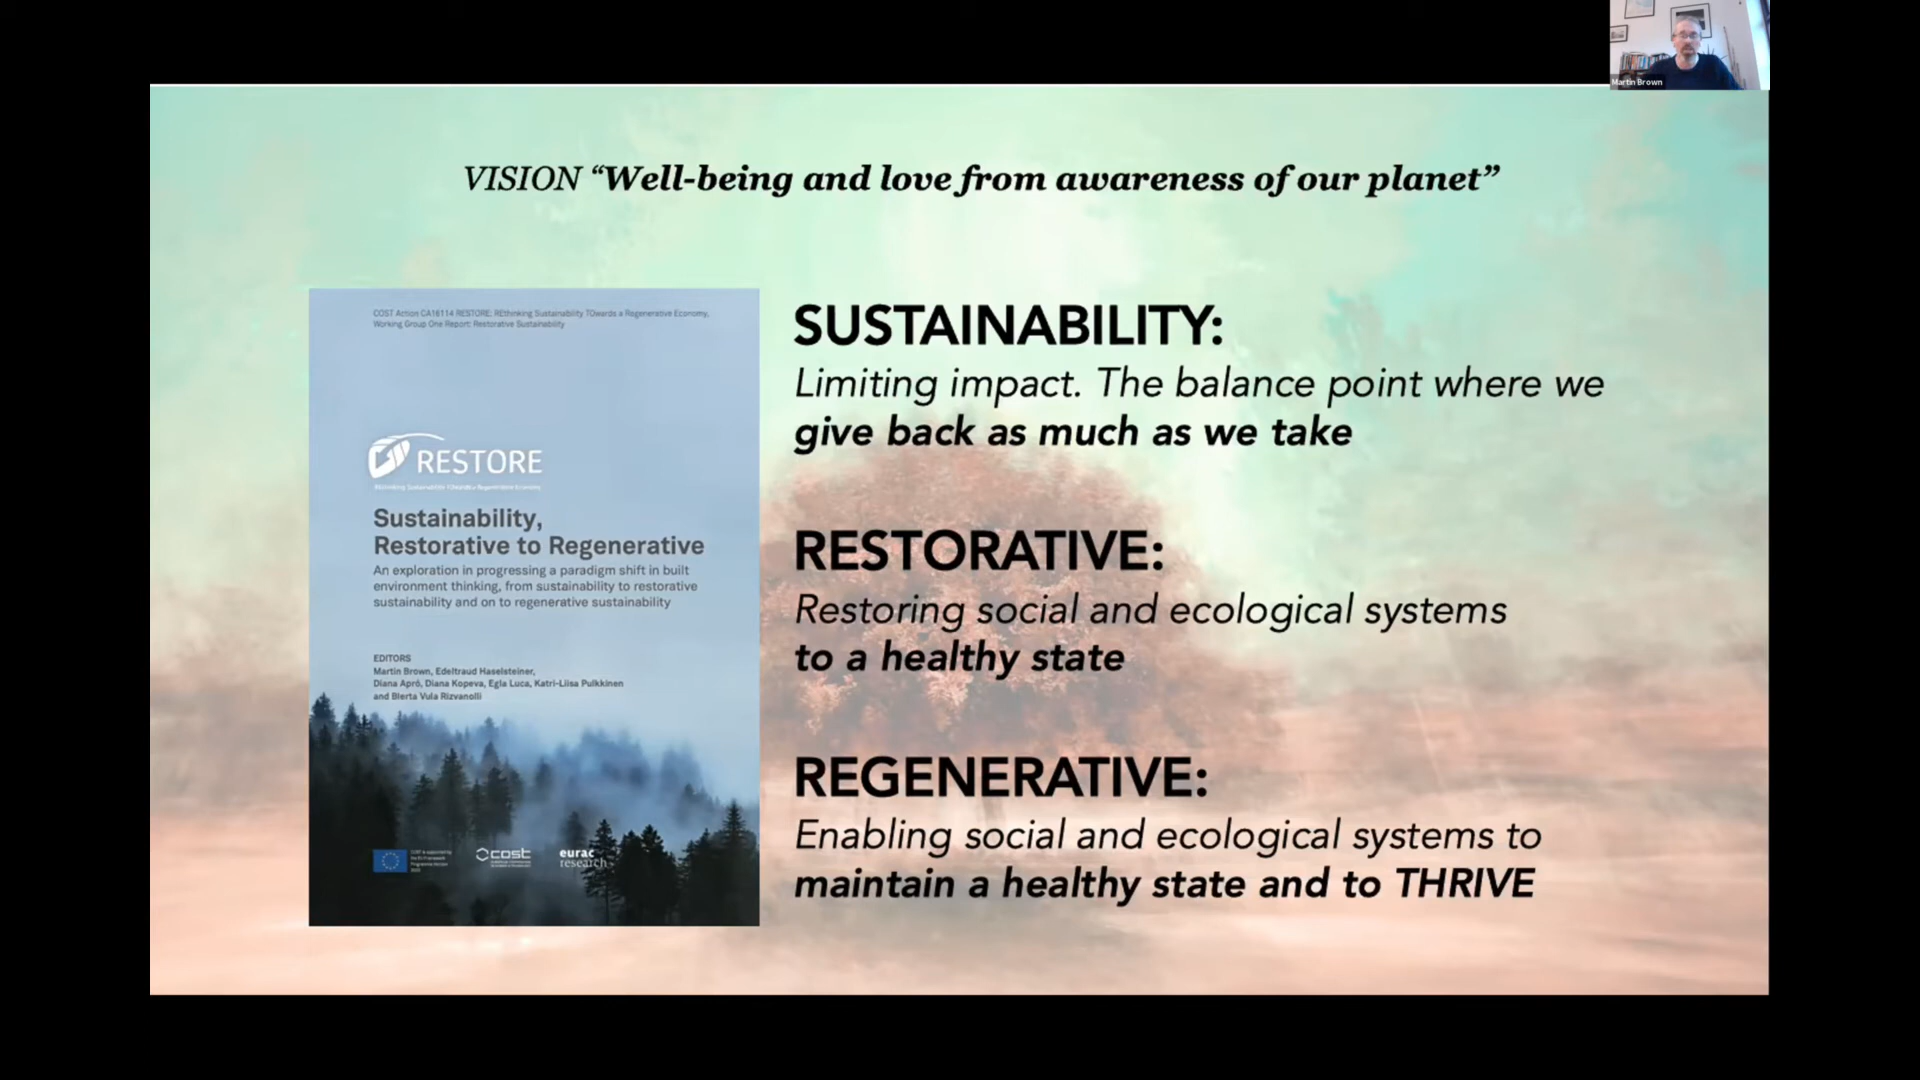 Martin Brown
VISION “Well-being and love from awareness of our planet”
COST Action CA16114 RESTORE: REthinking Sustainability TOwards a Regenerative Economy,
Working Group One Report: Restorative Sustainability
RESTORE
REthinking Sustainability TOwards a Regenerative Economy
Sustainability,
Restorative to Regenerative
An exploration in progressing a paradigm shift in built
environment thinking, from sustainability to restorative
sustainability and on to regenerative sustainability
EDITORS
Martin Brown, Edeltraud Haselsteiner,
Diana Apró, Diana Kopeva, Egla Luca, Katri-Liisa Pulkkinen
and Blerta Vula Rizvanolli
cost
eurac
research
SUSTAINABILITY:
Limiting impact. The balance point where we
give back as much as we take
RESTORATIVE:
Restoring social and ecological systems
to a healthy state
REGENERATIVE:
Enabling social and ecological systems to
maintain a healthy state and to THRIVE